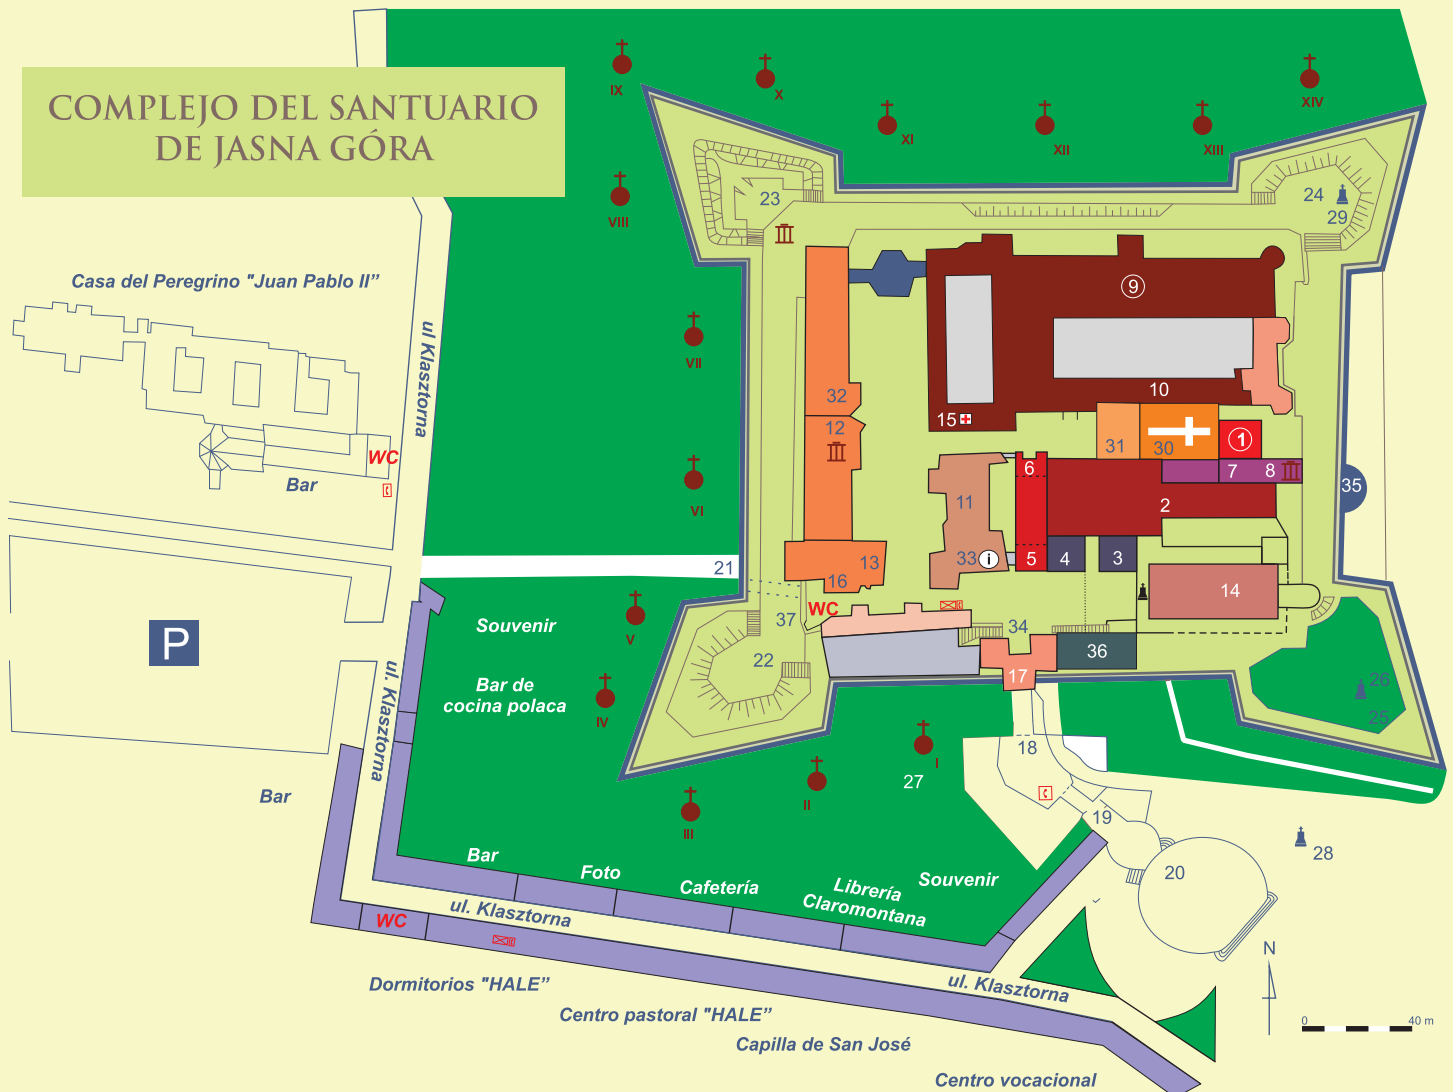 COMPLEJO DEL SANTUARIO
DE JASNA GÓRA
IX
X
XI
XII
XIII
XIV
VIII
VII
VI
V
IV
III
II
I
23
24
29
9
10
15
32
12
31
30
1
7
8
6
2
35
11
33
i
5
4
3
14
13
16
21
37
22
34
17
36
26
25
18
27
19
20
28
Casa del Peregrino "Juan Pablo II”
ul Klasztorna
WC
Bar
P
WC
Souvenir
Bar de
cocina polaca
ul. Klasztorna
Bar
Bar
Foto
Cafetería
Librería
Claromontana
Souvenir
ul. Klasztorna
WC
ul. Klasztorna
Dormitorios "HALE”
Centro pastoral "HALE”
Capilla de San José
Centro vocacional
N
0
40 m